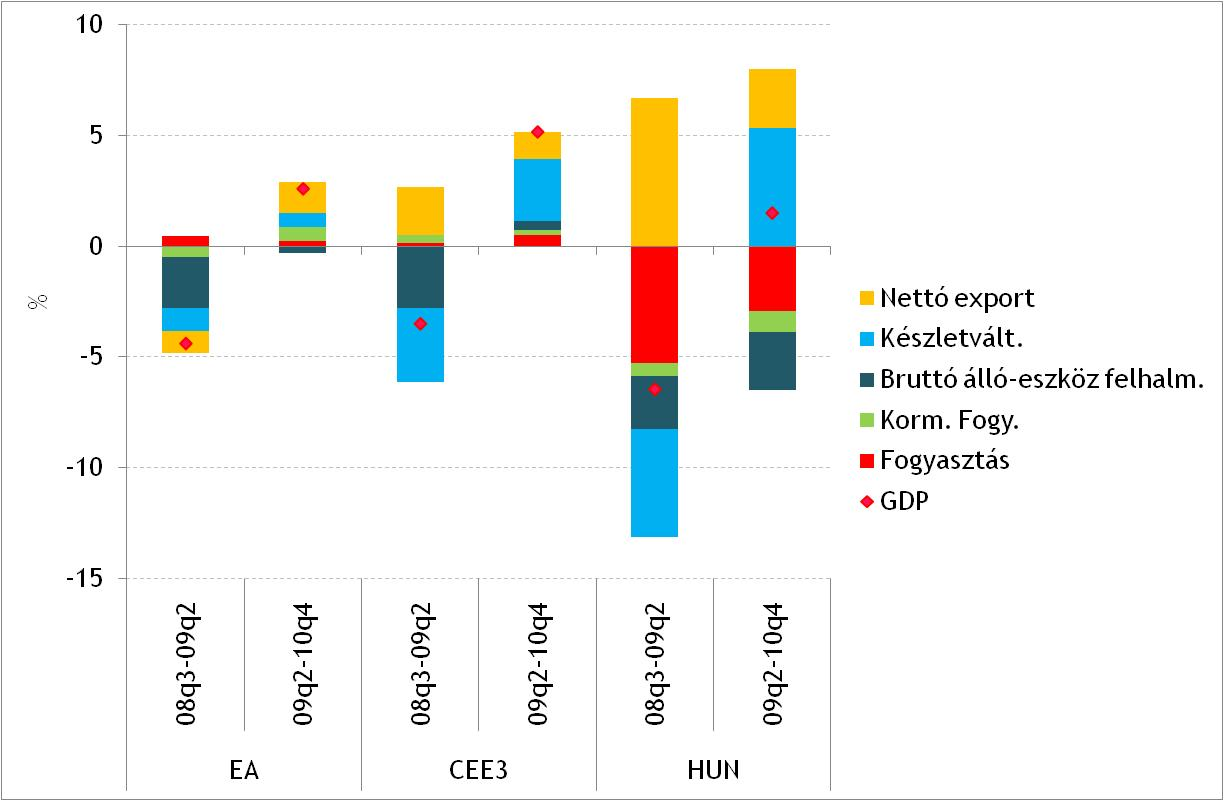 10
5
0
-5
-10
-15
%
Nettó export
Készletvált.
Bruttó álló-eszköz felhalm.
Korm. Fogy.
Fogyasztás
GDP
08q3-09q2
09q2-10q4
08q3-09q2
09q2-10q4
08q3-09q2
09q2-10q4
EA
CEE3
HUN